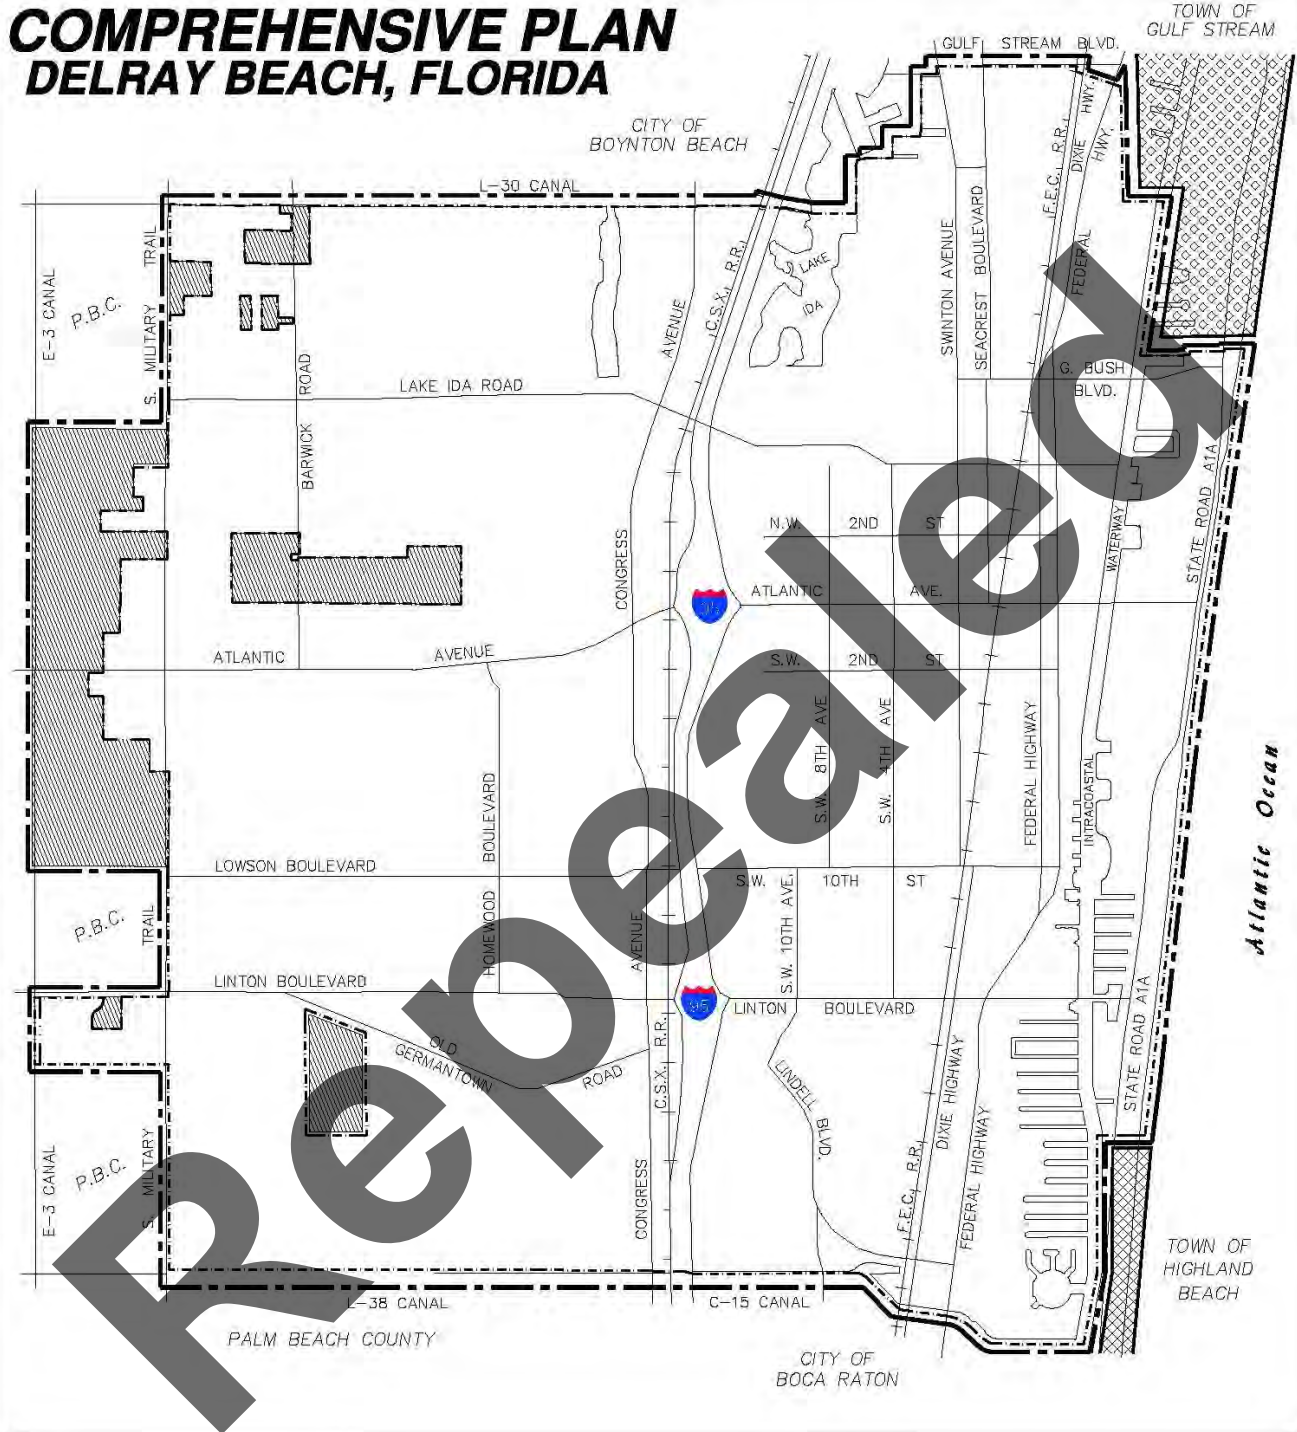 COMPREHENSIVE PLAN
DELRAY BEACH, FLORIDA
TOWN OF
GULF STREAM
GULF STREAM BLVD.
CITY OF
BOYNTON BEACH
L-30 CANAL
HWY.
DIXIE HWY.
F.E.C. R.R.
E-3 CANAL
P.B.C.
S. MILITARY TRAIL
AVENUE
C.S.X. R.R.
LAKE
IDA
SWINTON AVENUE
SEACREST BOULEVARD
FEDERAL
G. BUSH
BLVD.
LAKE IDA ROAD
BARWICK ROAD
CONGRESS
N.W. 2ND ST
WATERWAY
STATE ROAD A1A
95
ATLANTIC AVE.
ATLANTIC AVENUE
S.W. 2ND ST
S.W. 8TH AVE
S.W. 4TH AVE
FEDERAL HIGHWAY
INTRACOASTAL
Atlantic Ocean
HOMEWOOD BOULEVARD
LOWSON BOULEVARD
S.W. 10TH ST
P.B.C.
TRAIL
AVENUE
S.W. 10TH AVE.
LINTON BOULEVARD
95
LINTON BOULEVARD
STATE ROAD A1A
OLD
GERMANTOWN
ROAD
C.S.X. R.R.
LINDELL BLVD.
DIXIE HIGHWAY
FEDERAL HIGHWAY
F.E.C. R.R.
E-3 CANAL
P.B.C.
S. MILITARY
CONGRESS
TOWN OF
HIGHLAND
BEACH
L-38 CANAL
C-15 CANAL
PALM BEACH COUNTY
CITY OF
BOCA RATON
Repealed